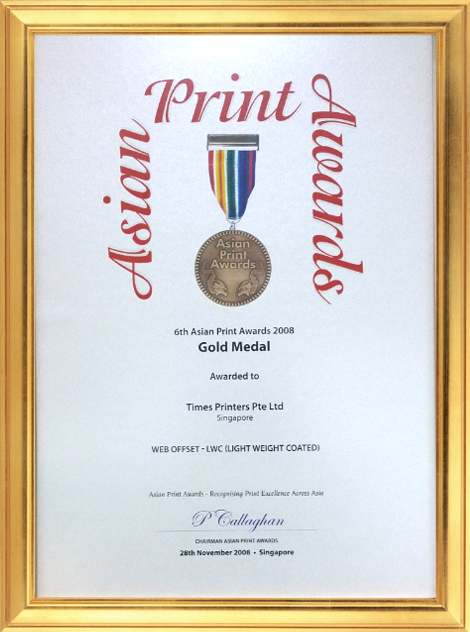 Asian
Print
Awards
Asian
Print
Awards
6th Asian Print Awards 2008
Gold Medal
Awarded to
Times Printers Pte Ltd
Singapore
WEB OFFSET - LWC (LIGHT WEIGHT COATED)
Asian Print Awards - Recognising Print Excellence Across Asia
P Callaghan
CHAIRMAN ASIAN PRINT AWARDS
28th November 2008 • Singapore